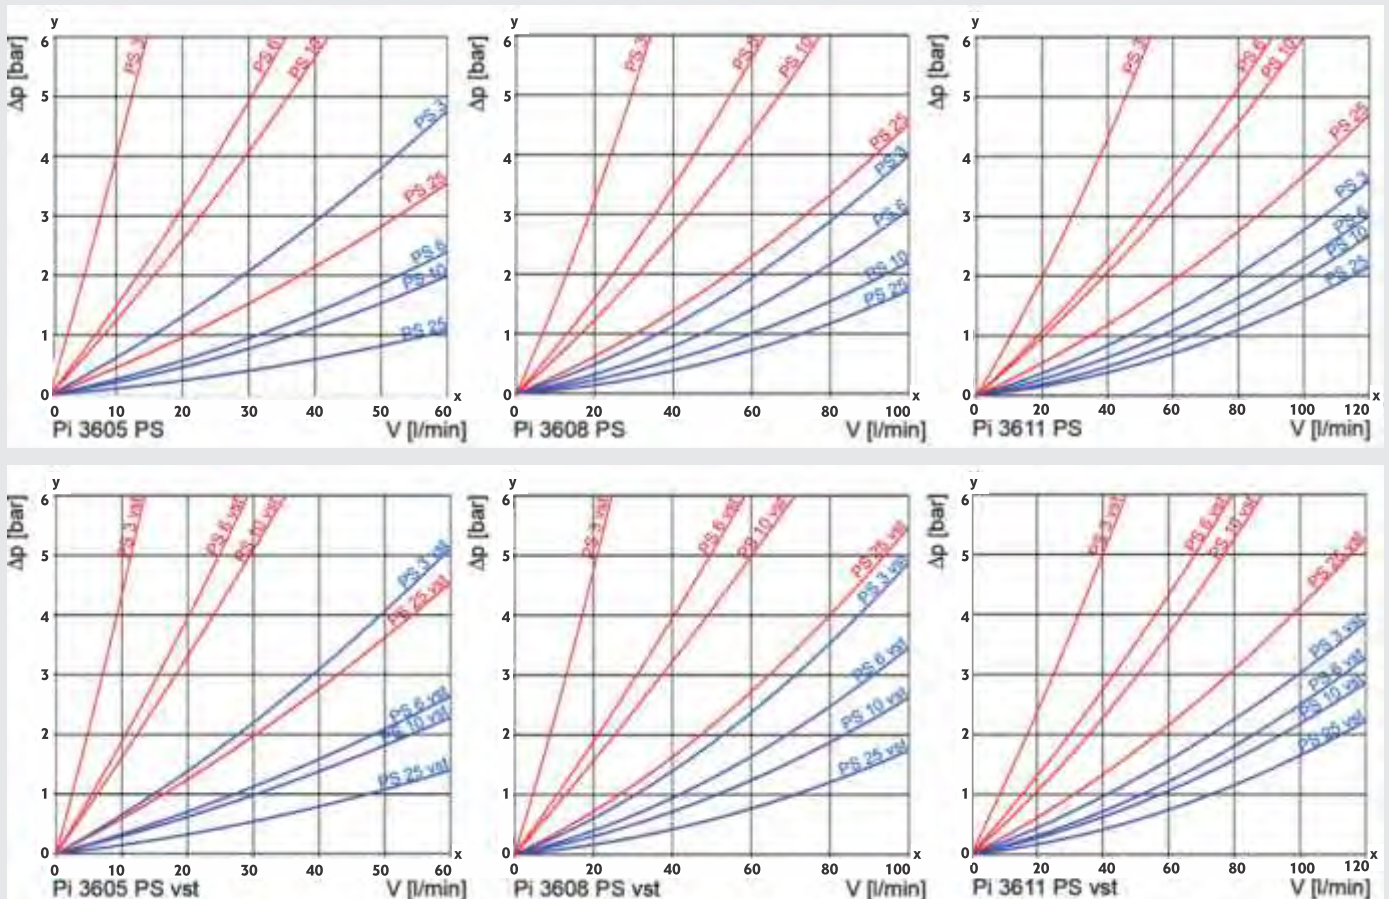 y
Δp [bar]
6
5
4
3
2
1
0
PS 3
PS 6
PS 10
PS 3
PS 25
PS 6
PS 10
PS 25
0 10 20 30 40 50 60 x
Pi 3605 PS V [l/min]
y
Δp [bar]
6
5
4
3
2
1
0
PS 3
PS 6
PS 10
PS 25
PS 3
PS 6
PS 10
PS 25
0 20 40 60 80 100 x
Pi 3608 PS V [l/min]
y
Δp [bar]
6
5
4
3
2
1
0
PS 3
PS 6
PS 10
PS 25
PS 3
PS 6
PS 10
PS 25
0 20 40 60 80 100 120 x
Pi 3611 PS V [l/min]
y
Δp [bar]
6
5
4
3
2
1
0
PS 3 vst
PS 6 vst
PS 10 vst
PS 3 vst
PS 25 vst
PS 6 vst
PS 10 vst
PS 25 vst
0 10 20 30 40 50 60 x
Pi 3605 PS vst V [l/min]
y
Δp [bar]
6
5
4
3
2
1
0
PS 3 vst
PS 6 vst
PS 10 vst
PS 25 vst
PS 3 vst
PS 6 vst
PS 10 vst
PS 25 vst
0 20 40 60 80 100 x
Pi 3608 PS vst V [l/min]
y
Δp [bar]
6
5
4
3
2
1
0
PS 3 vst
PS 6 vst
PS 10 vst
PS 25 vst
PS 3 vst
PS 6 vst
PS 10 vst
PS 25 vst
0 20 40 60 80 100 120 x
Pi 3611 PS vst V [l/min]